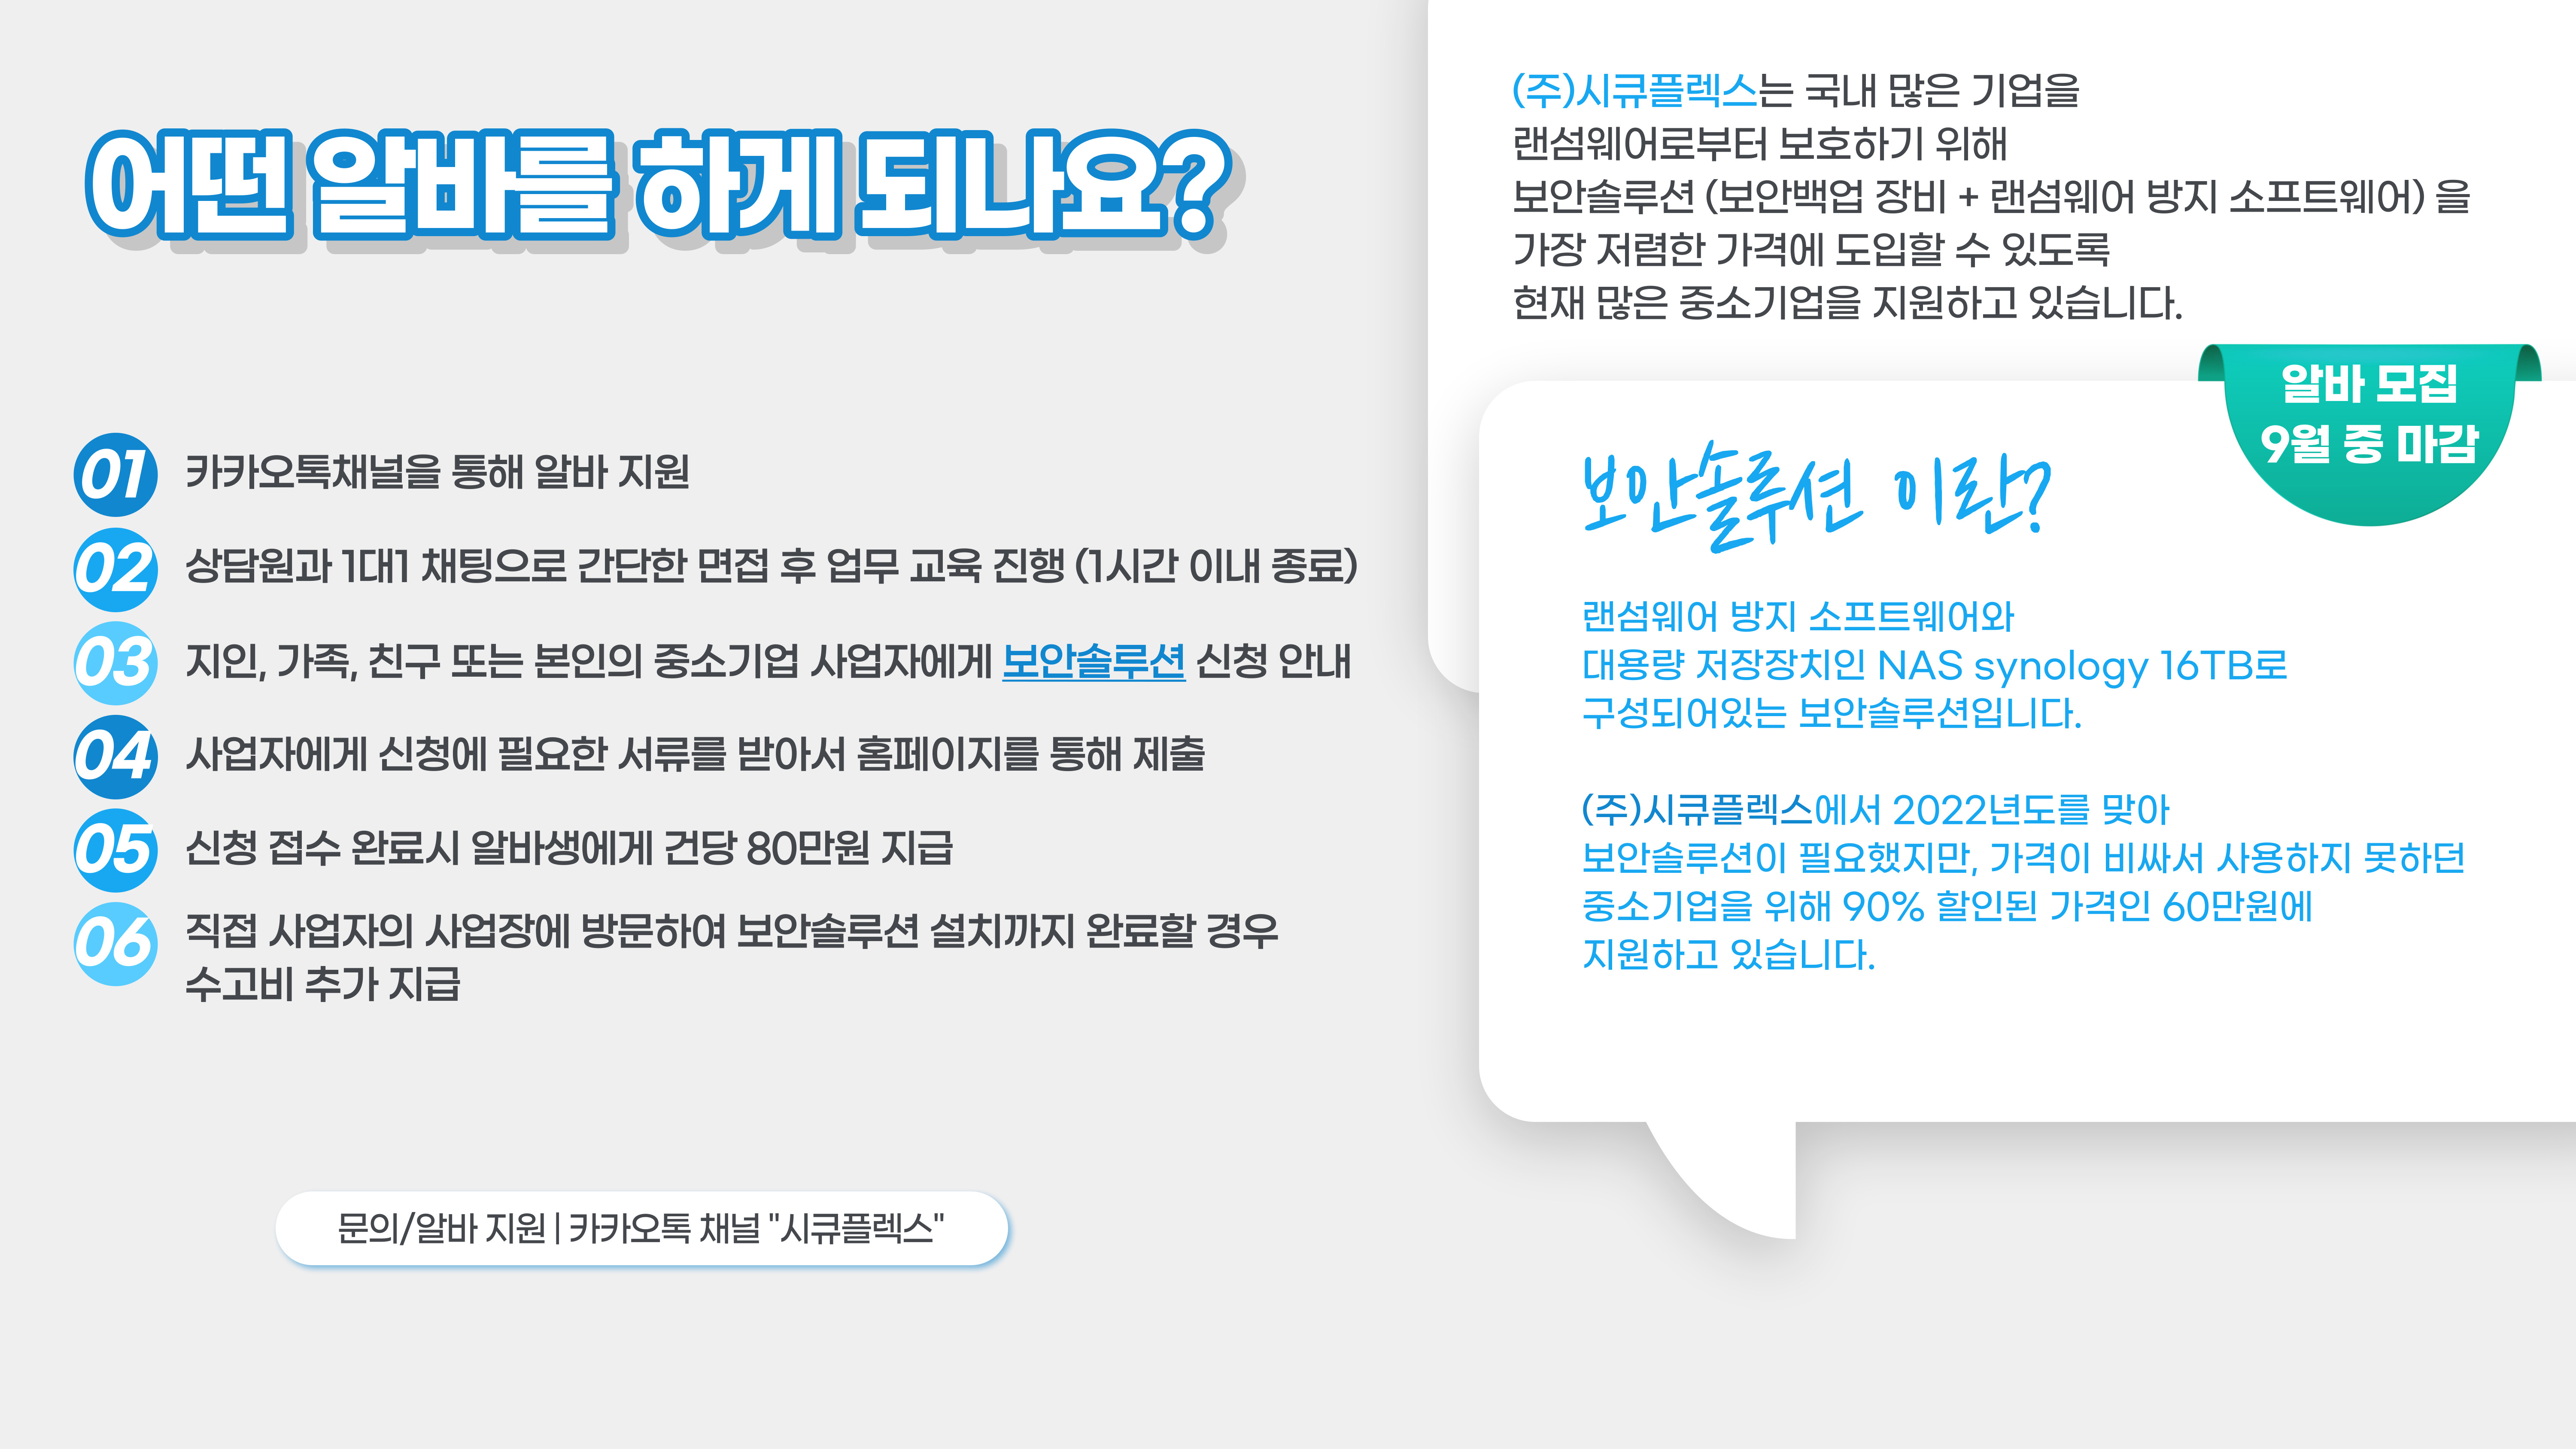 어떤 알바를 하게 되나요?
01 카카오톡채널을 통해 알바 지원
02 상담원과 1대1 채팅으로 간단한 면접 후 업무 교육 진행 (1시간 이내 종료)
03 지인, 가족, 친구 또는 본인의 중소기업 사업자에게 보안솔루션 신청 안내
04 사업자에게 신청에 필요한 서류를 받아서 홈페이지를 통해 제출
05 신청 접수 완료시 알바생에게 건당 80만원 지급
06 직접 사업자의 사업장에 방문하여 보안솔루션 설치까지 완료할 경우
수고비 추가 지급
문의/알바 지원 | 카카오톡 채널 "시큐플렉스"
(주)시큐플렉스는 국내 많은 기업을
랜섬웨어로부터 보호하기 위해
보안솔루션 (보안백업 장비 + 랜섬웨어 방지 소프트웨어) 을
가장 저렴한 가격에 도입할 수 있도록
현재 많은 중소기업을 지원하고 있습니다.
알바 모집
9월 중 마감
보안솔루션 이란?
랜섬웨어 방지 소프트웨어와
대용량 저장장치인 NAS synology 16TB로
구성되어있는 보안솔루션입니다.
(주)시큐플렉스에서 2022년도를 맞아
보안솔루션이 필요했지만, 가격이 비싸서 사용하지 못하던
중소기업을 위해 90% 할인된 가격인 60만원에
지원하고 있습니다.